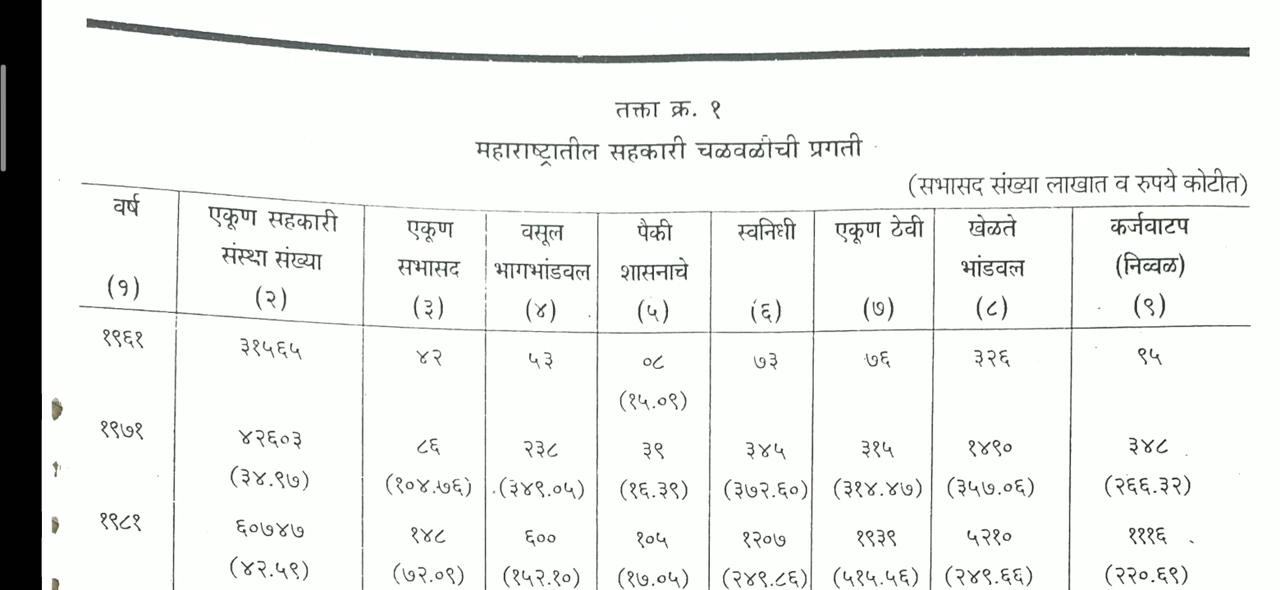 तक्ता क्र. १
महाराष्ट्रातील सहकारी चळवळीची प्रगती
(सभासद संख्या लाखात व रुपये कोटीत)
वर्ष एकूण सहकारी एकूण वसूल पैकी स्वनिधी एकूण ठेवी खेळते कर्जवाटप
संस्था संख्या सभासद भागभांडवल शासनाचे भांडवल (निव्वळ)
(१) (२) (३) (४) (५) (६) (७) (८) (९)
१९६१ ३१५६५ ४२ ५३ ०८ ७३ ७६ ३२६ ९५
(१५.०९)
१९७१ ४२६०३ ८६ २३८ ३९ ३४५ ३१५ १४९० ३४८
(३४.९७) (१०४.७६) (३४९.०५) (१६.३९) (३७२.६०) (३१४.४७) (३५७.०६) (२६६.३२)
१९८१ ६०७४७ १४८ ६०० १०५ १२०७ १९३९ ५२१० १११६
(४२.५९) (७२.०९) (१५२.१०) (१७.०५) (२४९.८६) (५१५.५६) (२४९.६६) (२२०.६९)